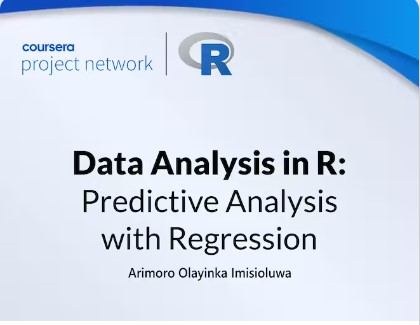 coursera
project network
R
Data Analysis in R:
Predictive Analysis
with Regression
Arimoro Olayinka Imisioluwa